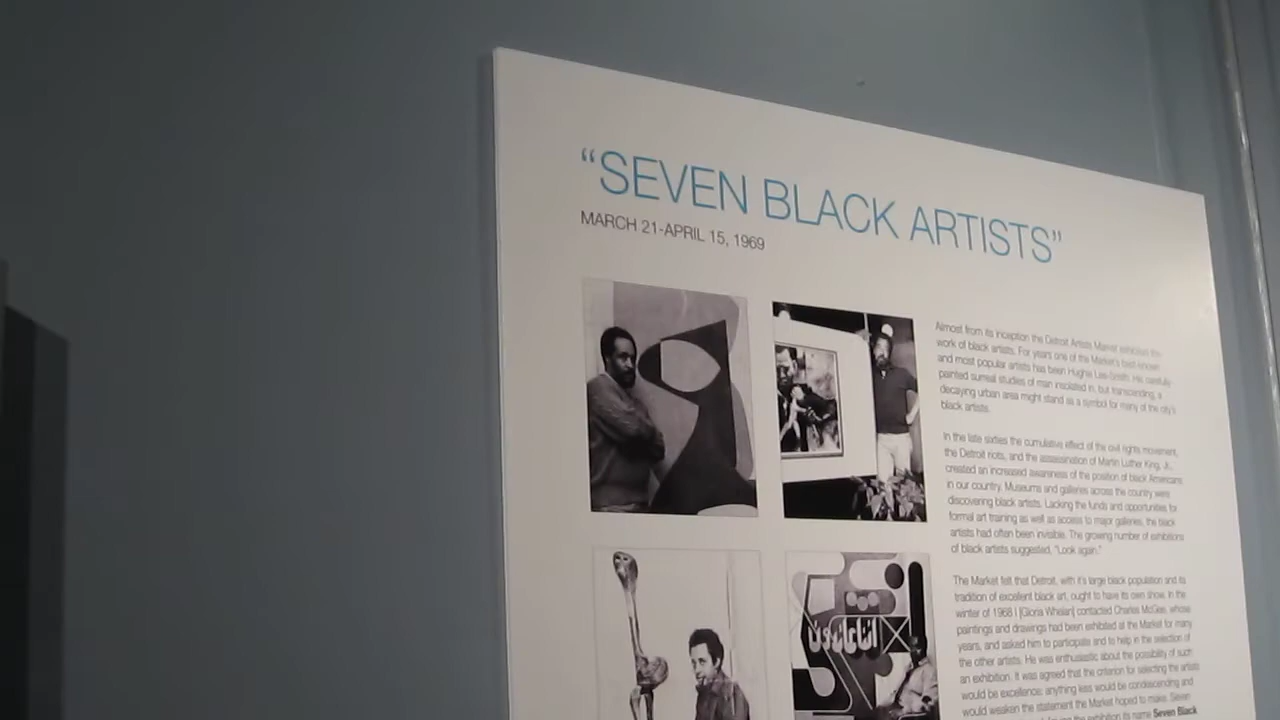 “SEVEN BLACK ARTISTS”
MARCH 21-APRIL 15, 1969
Almost from its inception the Detroit Artists Market exhibited the
work of black artists. For years one of the Market's best-known
and most popular artists has been Hughie Lee-Smith. His carefully
painted surreal studies of man insolated in, but transcending, a
decaying urban area might stand as a symbol for many of the city's
black artists.
In the late sixties the cumulative effect of the civil rights movement,
the Detroit riots, and the assassination of Martin Luther King, Jr.,
created an increased awareness of the position of black Americans
in our country. Museums and galleries across the country were
discovering black artists. Lacking the funds and opportunities for
formal art training as well as access to major galleries, the black
artists had often been invisible. The growing number of exhibitions
of black artists suggested, "Look again."
The Market felt that Detroit, with it's large black population and its
tradition of excellent black art, ought to have its own show. In the
winter of 1968 I [Gloria Whelan] contacted Charles McGee, whose
paintings and drawings had been exhibited at the Market for many
years, and asked him to participate and to help in the selection of
the other artists. He was enthusiastic about the possibility of such
an exhibition. It was agreed that the criterion for selecting the artists
would be excellence: anything less would be condescending and
would weaken the statement the Market hoped to make. Seven
the exhibition its name Seven Black